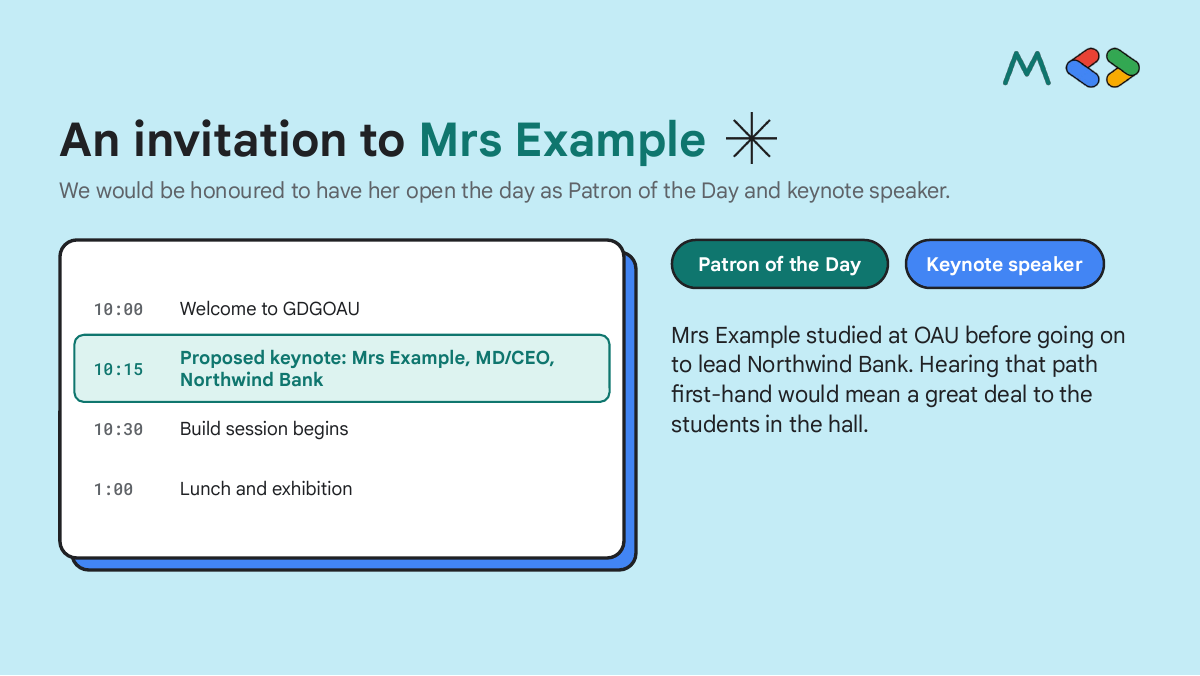 An invitation to Mrs Example
We would be honoured to have her open the day as Patron of the Day and keynote speaker.
10:00 Welcome to GDGOAU
10:15 Proposed keynote: Mrs Example, MD/CEO,
Northwind Bank
10:30 Build session begins
1:00 Lunch and exhibition
Patron of the Day
Keynote speaker
Mrs Example studied at OAU before going on
to lead Northwind Bank. Hearing that path
first-hand would mean a great deal to the
students in the hall.